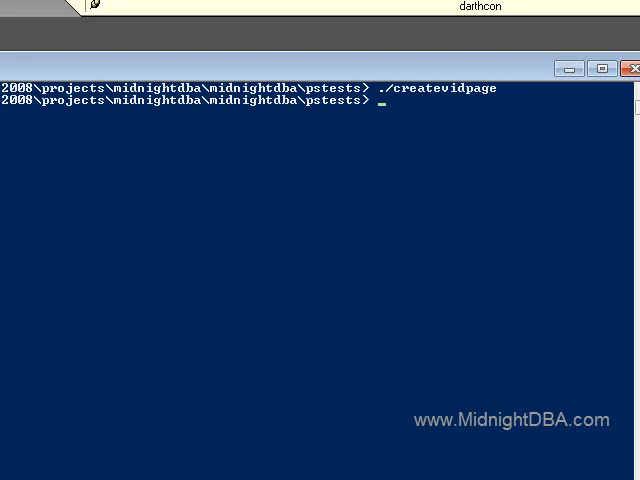 darthcon
2008\projects\midnightdba\midnightdba\pstests> ./createvidpage
2008\projects\midnightdba\midnightdba\pstests> _
www.MidnightDBA.com